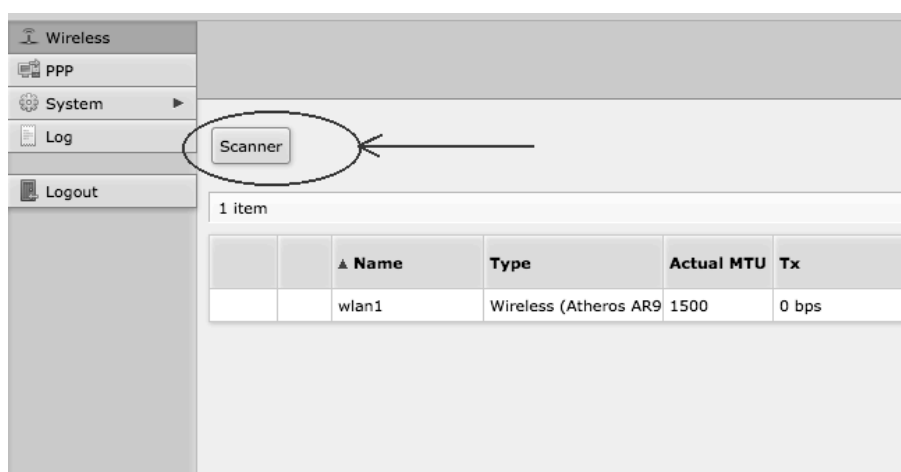 Wireless
PPP
System
Log
Logout
Scanner
1 item
Name Type Actual MTU Tx
wlan1 Wireless (Atheros AR9 1500 0 bps